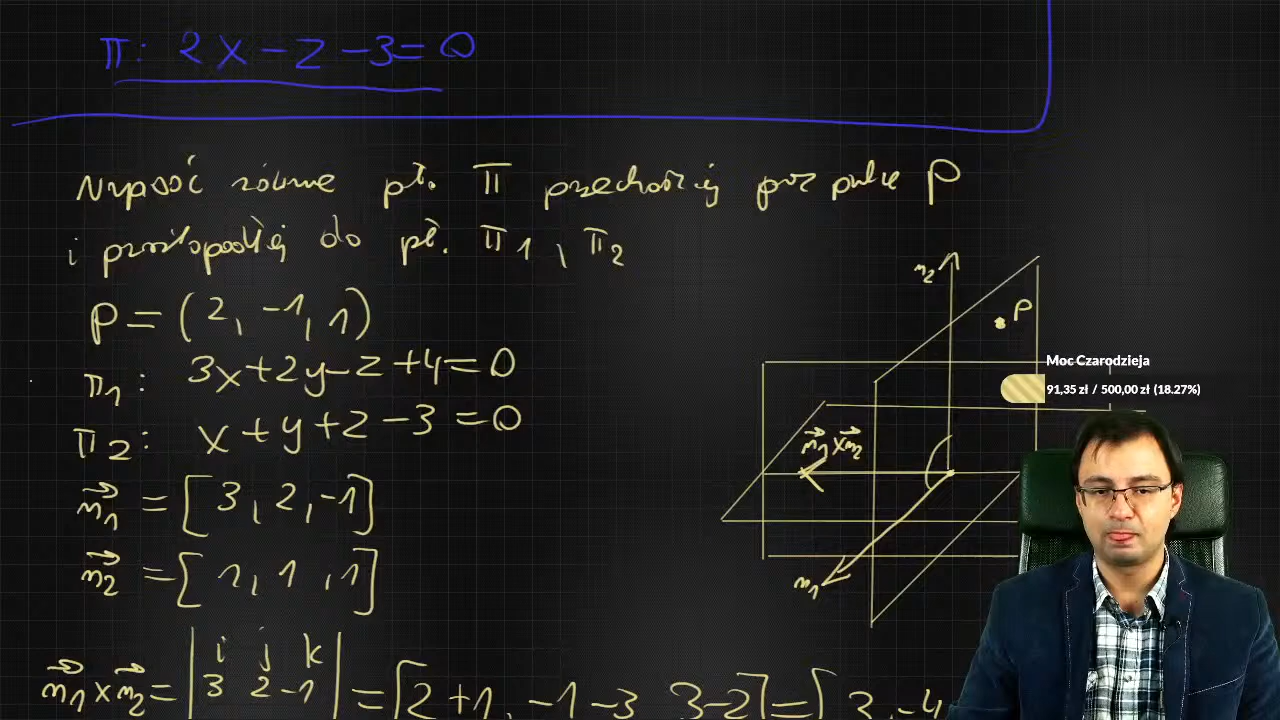 π: 2x-z-3=0
Napisać równe pł. π przechodzącej prz punkt P
i prostopadłej do pł. π1, π2
P=(2,-1,1)
π1: 3x+2y-z+4=0
π2: x+y+z-3=0
n1=[3,2,-1]
n2=[1,1,1]
n1×n2=| i j k
3 2 -1 |=[2+1, -1-3, 3-2]=[3,-4
n2
P
Moc Czarodzieja
91,35 zł / 500,00 zł (18.27%)
n1×n2
n1